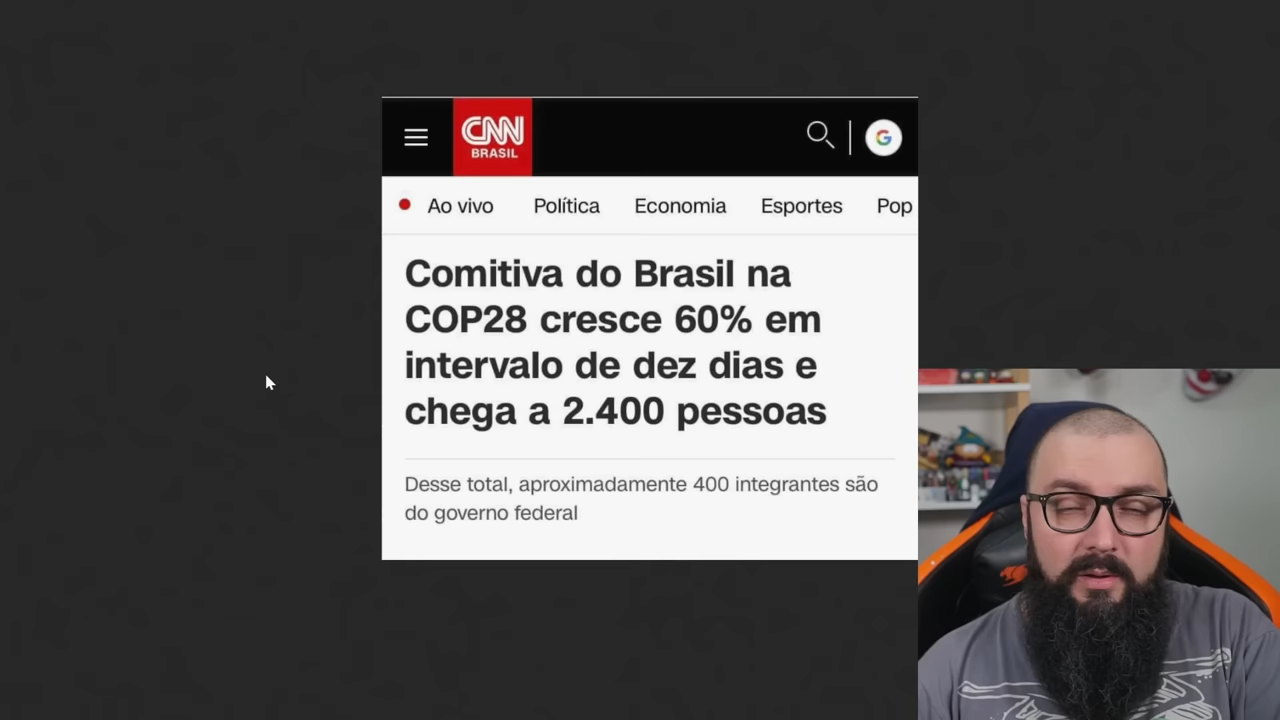 CNN
BRASIL
G
Ao vivo Política Economia Esportes Pop
Comitiva do Brasil na
COP28 cresce 60% em
intervalo de dez dias e
chega a 2.400 pessoas
Desse total, aproximadamente 400 integrantes são
do governo federal